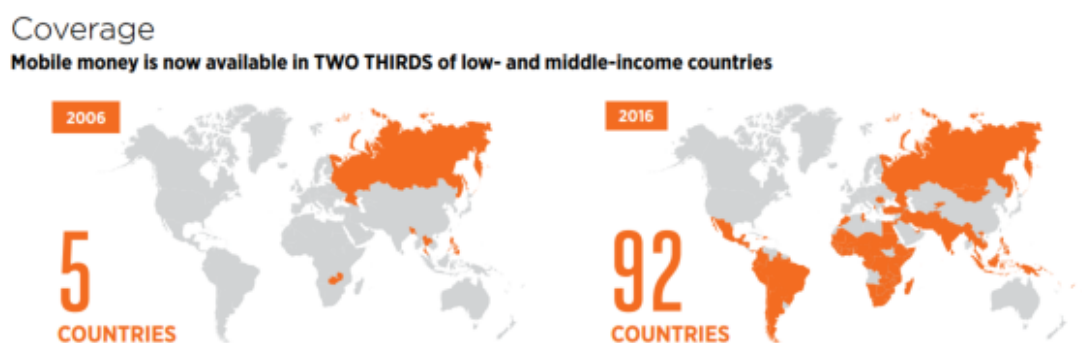 Coverage
Mobile money is now available in TWO THIRDS of low- and middle-income countries
2006
5
COUNTRIES
2016
92
COUNTRIES